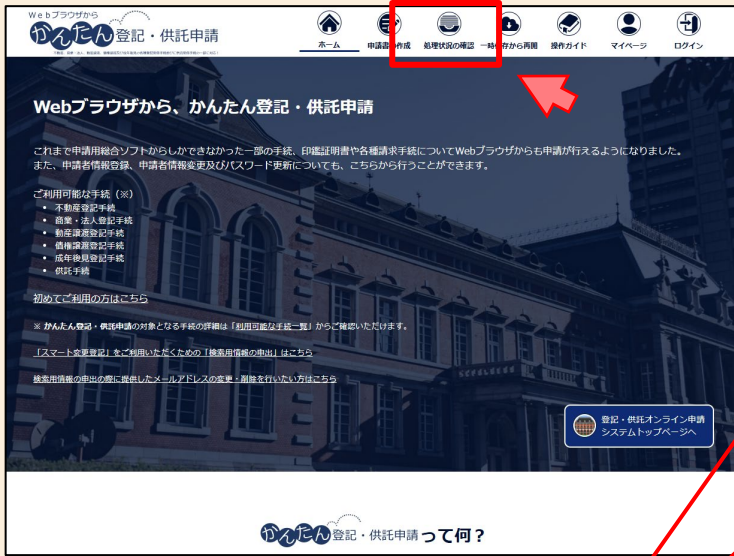 Webブラウザから
かんたん登記・供託申請
ホーム
申請書の作成
処理状況の確認
一時保存から再開
操作ガイド
マイページ
ログイン
Webブラウザから、かんたん登記・供託申請
これまで申請用総合ソフトからしかできなかった一部の手続、印鑑証明書や各種請求手続についてWebブラウザからも申請が行えるようになりました。
また、申請者情報登録、申請者情報変更及びパスワード更新についても、こちらから行うことができます。
ご利用可能な手続（※）
• 不動産登記手続
• 商業・法人登記手続
• 動産譲渡登記手続
• 債権譲渡登記手続
• 成年後見登記手続
• 供託手続
初めてご利用の方はこちら
※ かんたん登記・供託申請の対象となる手続の詳細は「利用可能な手続一覧」からご確認いただけます。
「スマート変更登記」をご利用いただくための「検索用情報の申出」はこちら
検索用情報の申出の際に提供したメールアドレスの変更・削除を行いたい方はこちら
登記・供託オンライン申請
システムトップページへ
かんたん登記・供託申請って何？